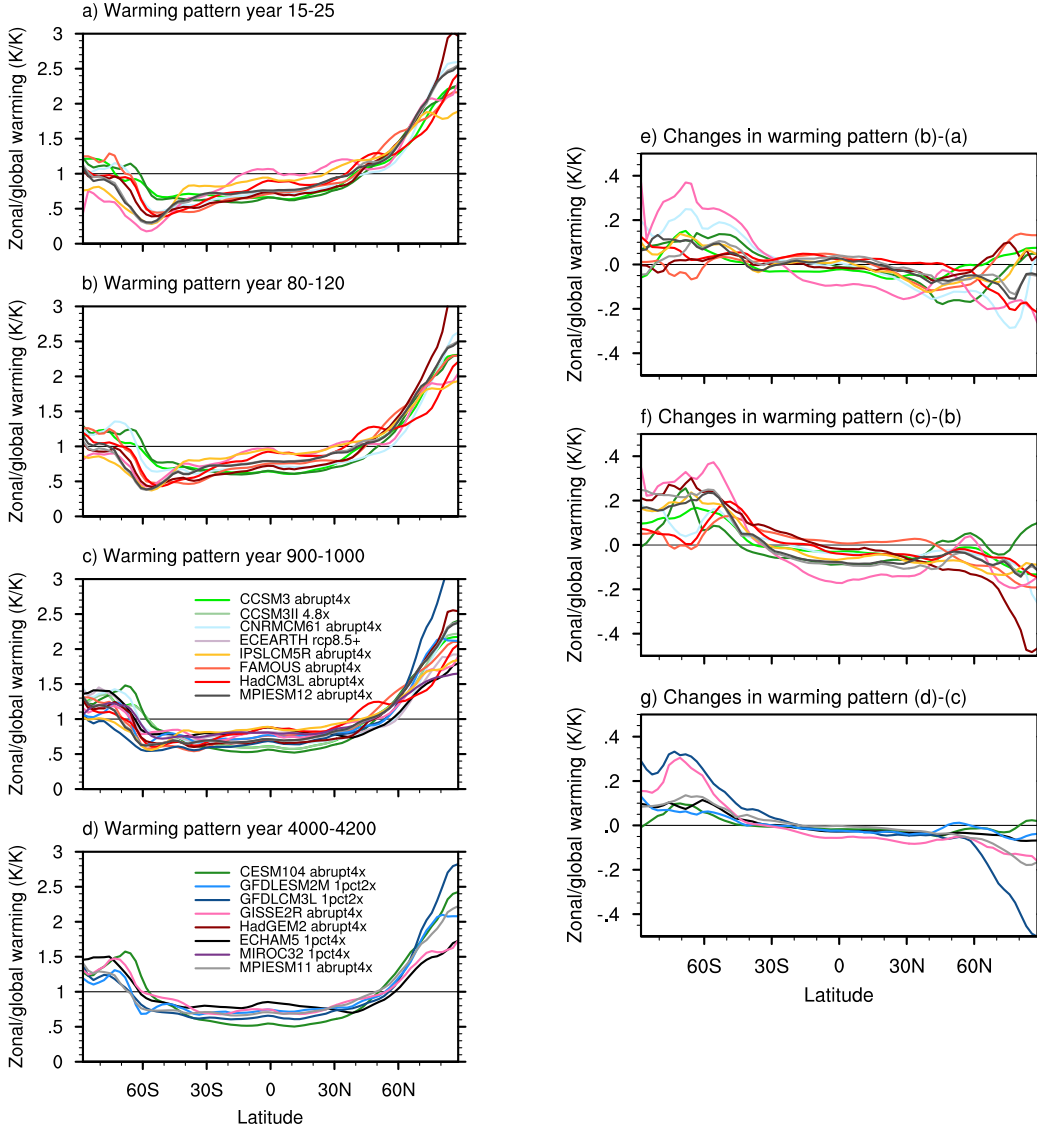 a) Warming pattern year 15-25
Zonal/global warming (K/K)
3
2.5
2
1.5
1
.5
0
b) Warming pattern year 80-120
Zonal/global warming (K/K)
3
2.5
2
1.5
1
.5
0
c) Warming pattern year 900-1000
Zonal/global warming (K/K)
3
2.5
2
1.5
1
.5
0
CCSM3 abrupt4x
CCSM3II 4.8x
CNRMCM61 abrupt4x
ECEARTH rcp8.5+
IPSLCM5R abrupt4x
FAMOUS abrupt4x
HadCM3L abrupt4x
MPIESM12 abrupt4x
d) Warming pattern year 4000-4200
Zonal/global warming (K/K)
3
2.5
2
1.5
1
.5
0
CESM104 abrupt4x
GFDLESM2M 1pct2x
GFDLCM3L 1pct2x
GISSE2R abrupt4x
HadGEM2 abrupt4x
ECHAM5 1pct4x
MIROC32 1pct4x
MPIESM11 abrupt4x
60S 30S 0 30N 60N
Latitude
e) Changes in warming pattern (b)-(a)
Zonal/global warming (K/K)
.4
.2
.0
-.2
-.4
f) Changes in warming pattern (c)-(b)
Zonal/global warming (K/K)
.4
.2
.0
-.2
-.4
g) Changes in warming pattern (d)-(c)
Zonal/global warming (K/K)
.4
.2
.0
-.2
-.4
60S 30S 0 30N 60N
Latitude